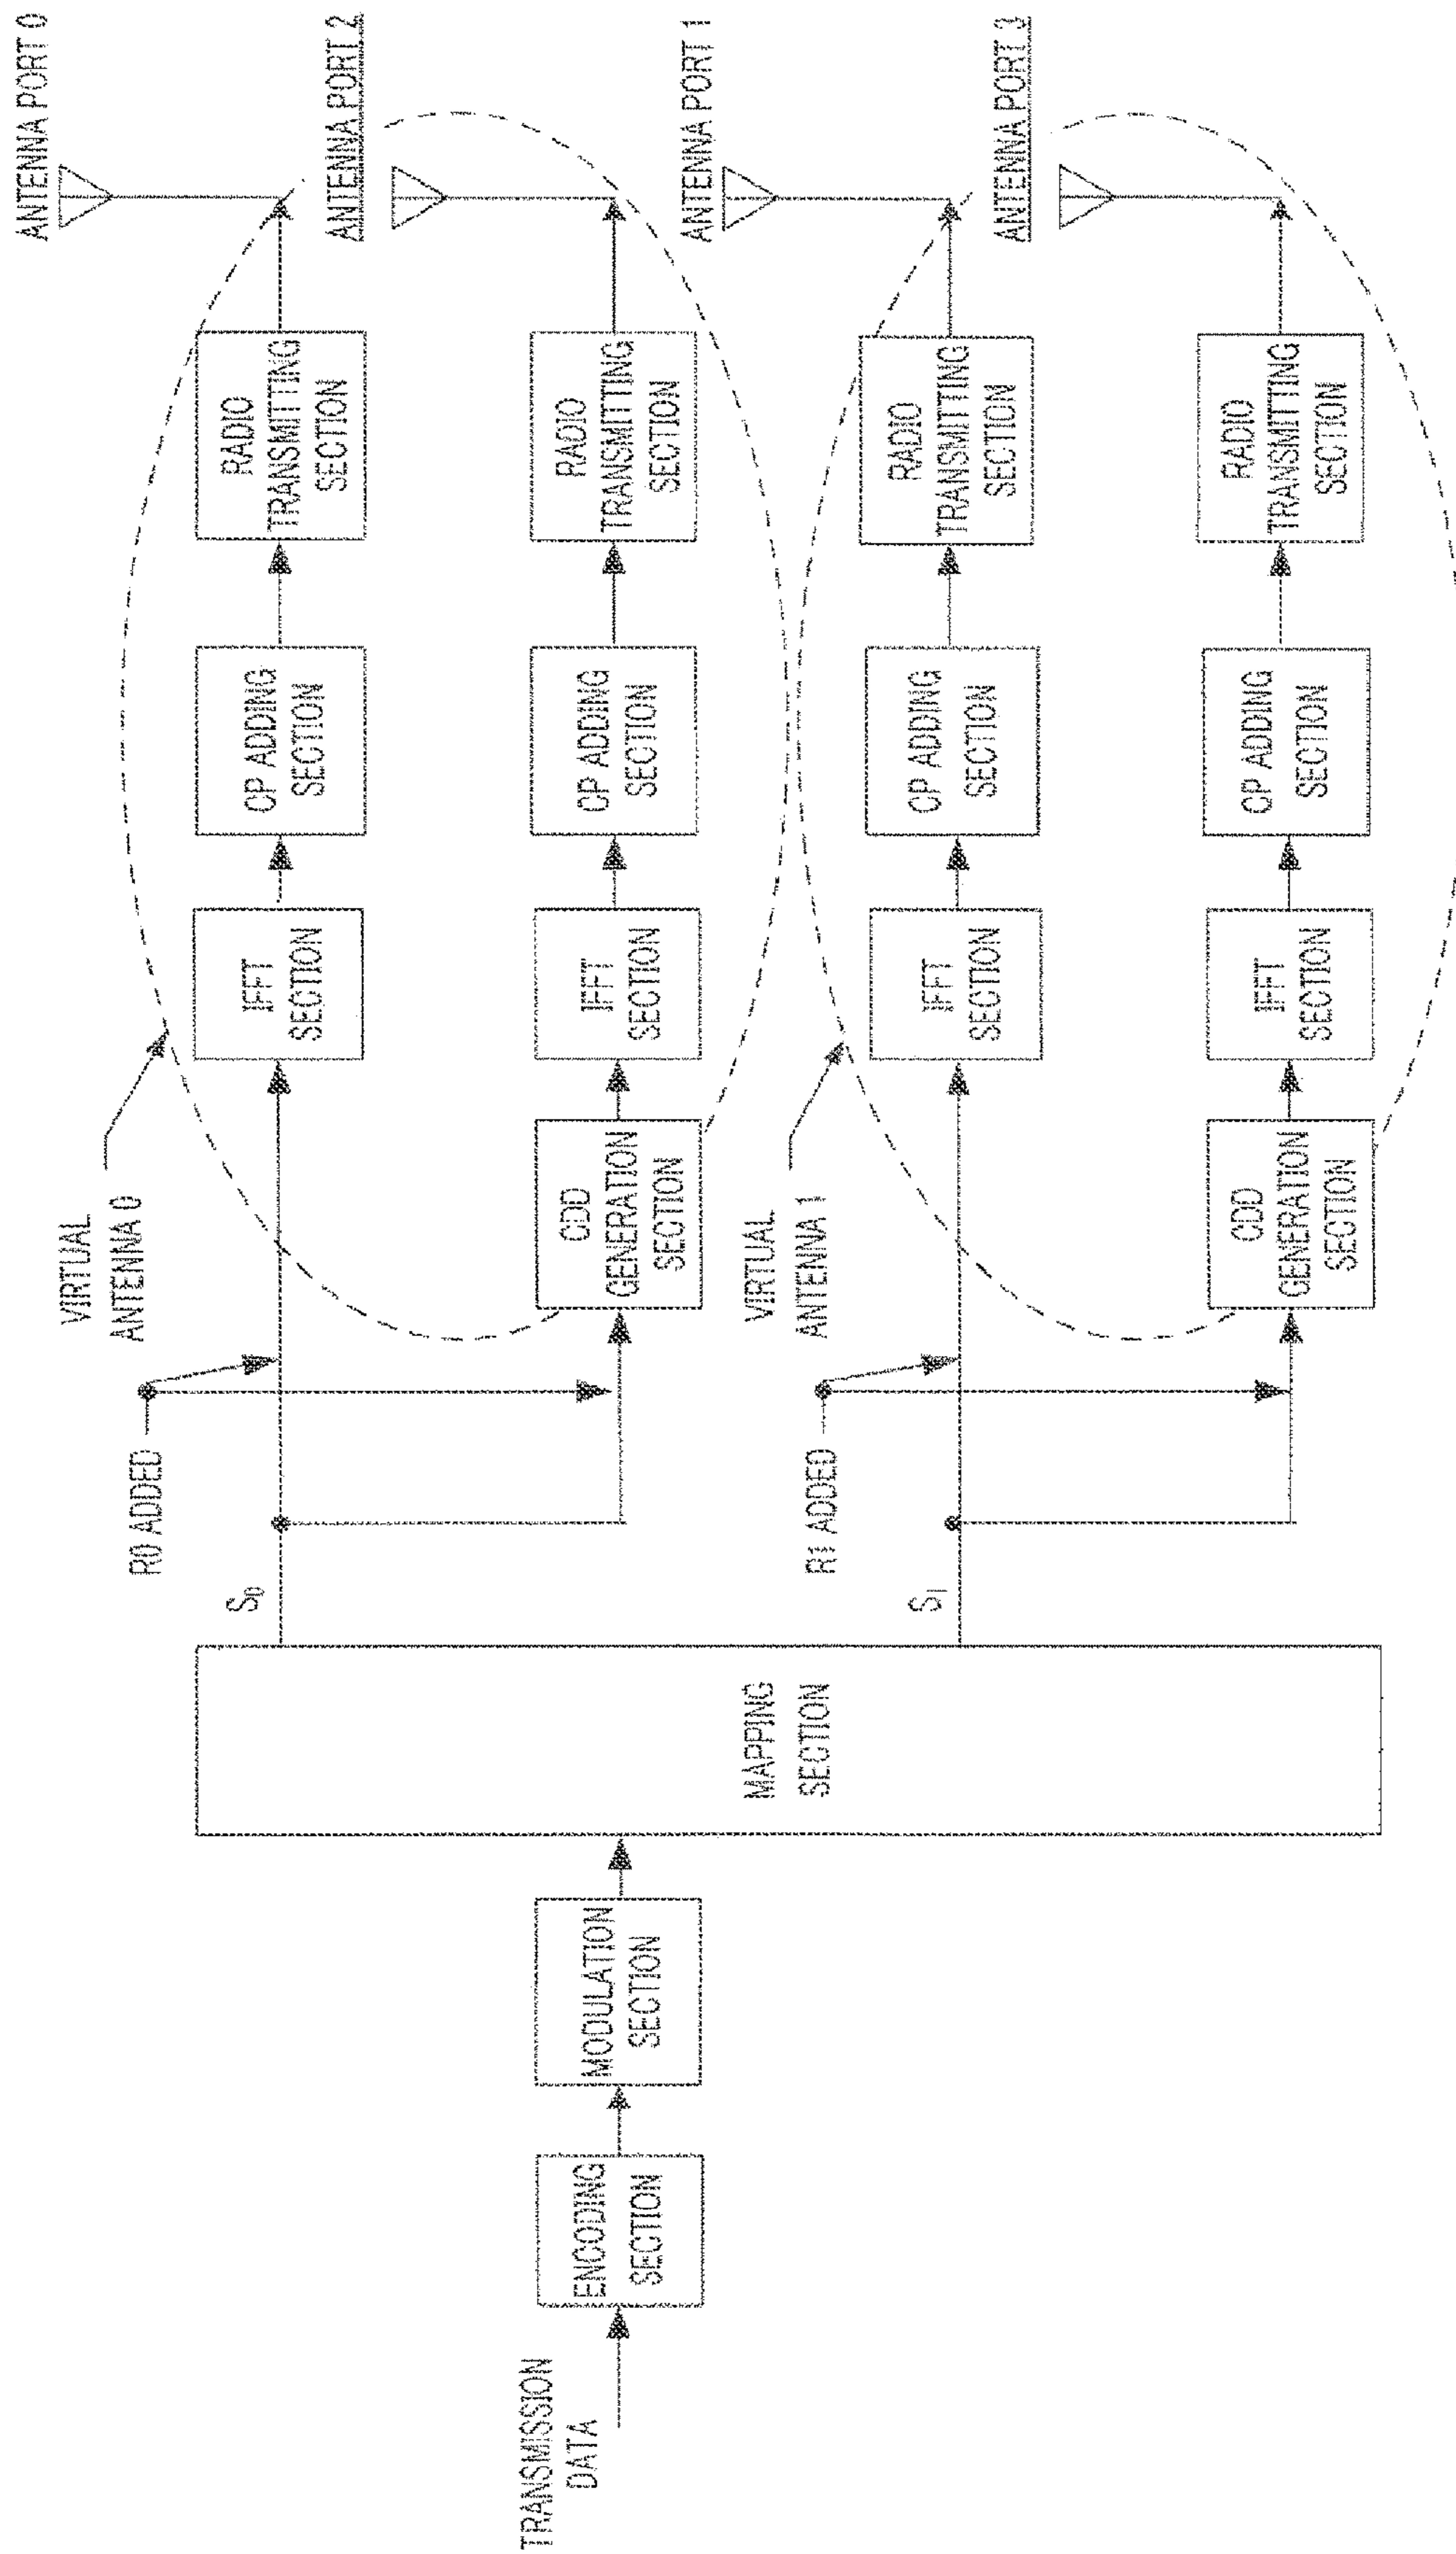 TRANSMISSION
DATA
ENCODING
SECTION
MODULATION
SECTION
MAPPING
SECTION
S0
R0 ADDED
VIRTUAL
ANTENNA 0
IFFT
SECTION
CP ADDING
SECTION
RADIO
TRANSMITTING
SECTION
ANTENNA PORT 0
CDD
GENERATION
SECTION
IFFT
SECTION
CP ADDING
SECTION
RADIO
TRANSMITTING
SECTION
ANTENNA PORT 2
S1
R1 ADDED
VIRTUAL
ANTENNA 1
IFFT
SECTION
CP ADDING
SECTION
RADIO
TRANSMITTING
SECTION
ANTENNA PORT 1
CDD
GENERATION
SECTION
IFFT
SECTION
CP ADDING
SECTION
RADIO
TRANSMITTING
SECTION
ANTENNA PORT 3